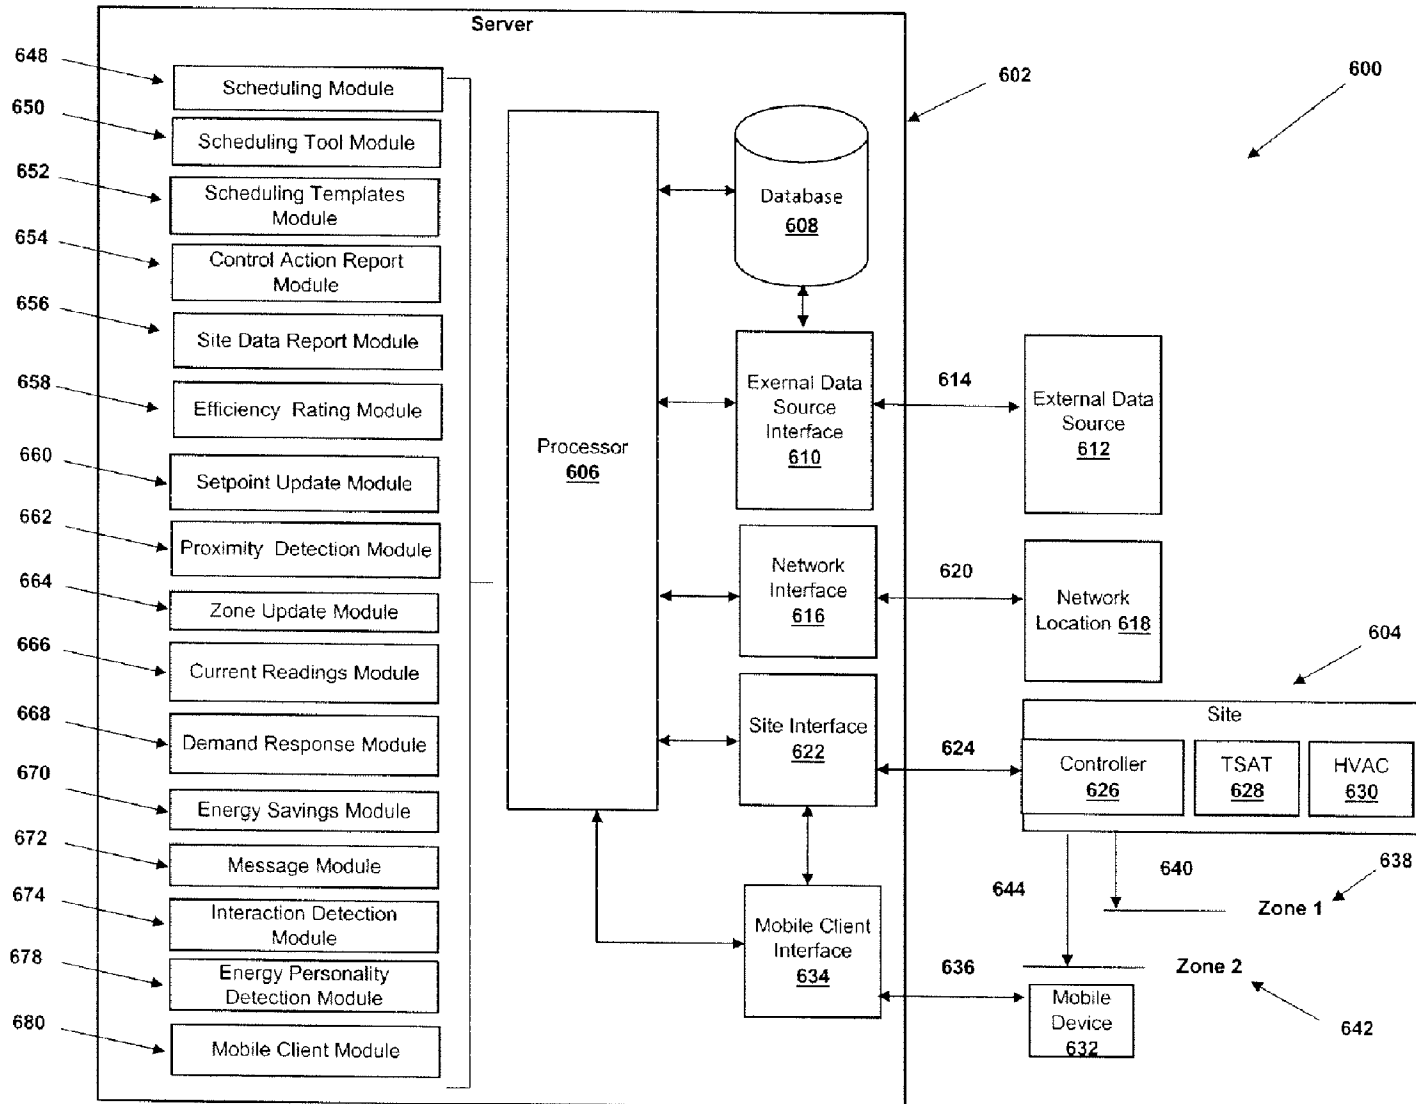 Server
648
Scheduling Module
650
Scheduling Tool Module
652
Scheduling Templates
Module
654
Control Action Report
Module
656
Site Data Report Module
658
Efficiency Rating Module
660
Setpoint Update Module
662
Proximity Detection Module
664
Zone Update Module
666
Current Readings Module
668
Demand Response Module
670
Energy Savings Module
672
Message Module
674
Interaction Detection
Module
678
Energy Personality
Detection Module
680
Mobile Client Module
Processor
606
Database
608
Exernal Data
Source
Interface
610
Network
Interface
616
Site Interface
622
Mobile Client
Interface
634
602
600
614
External Data
Source
612
620
Network
Location 618
604
Site
624
Controller
626
TSAT
628
HVAC
630
644
640
638
Zone 1
Zone 2
636
642
Mobile
Device
632